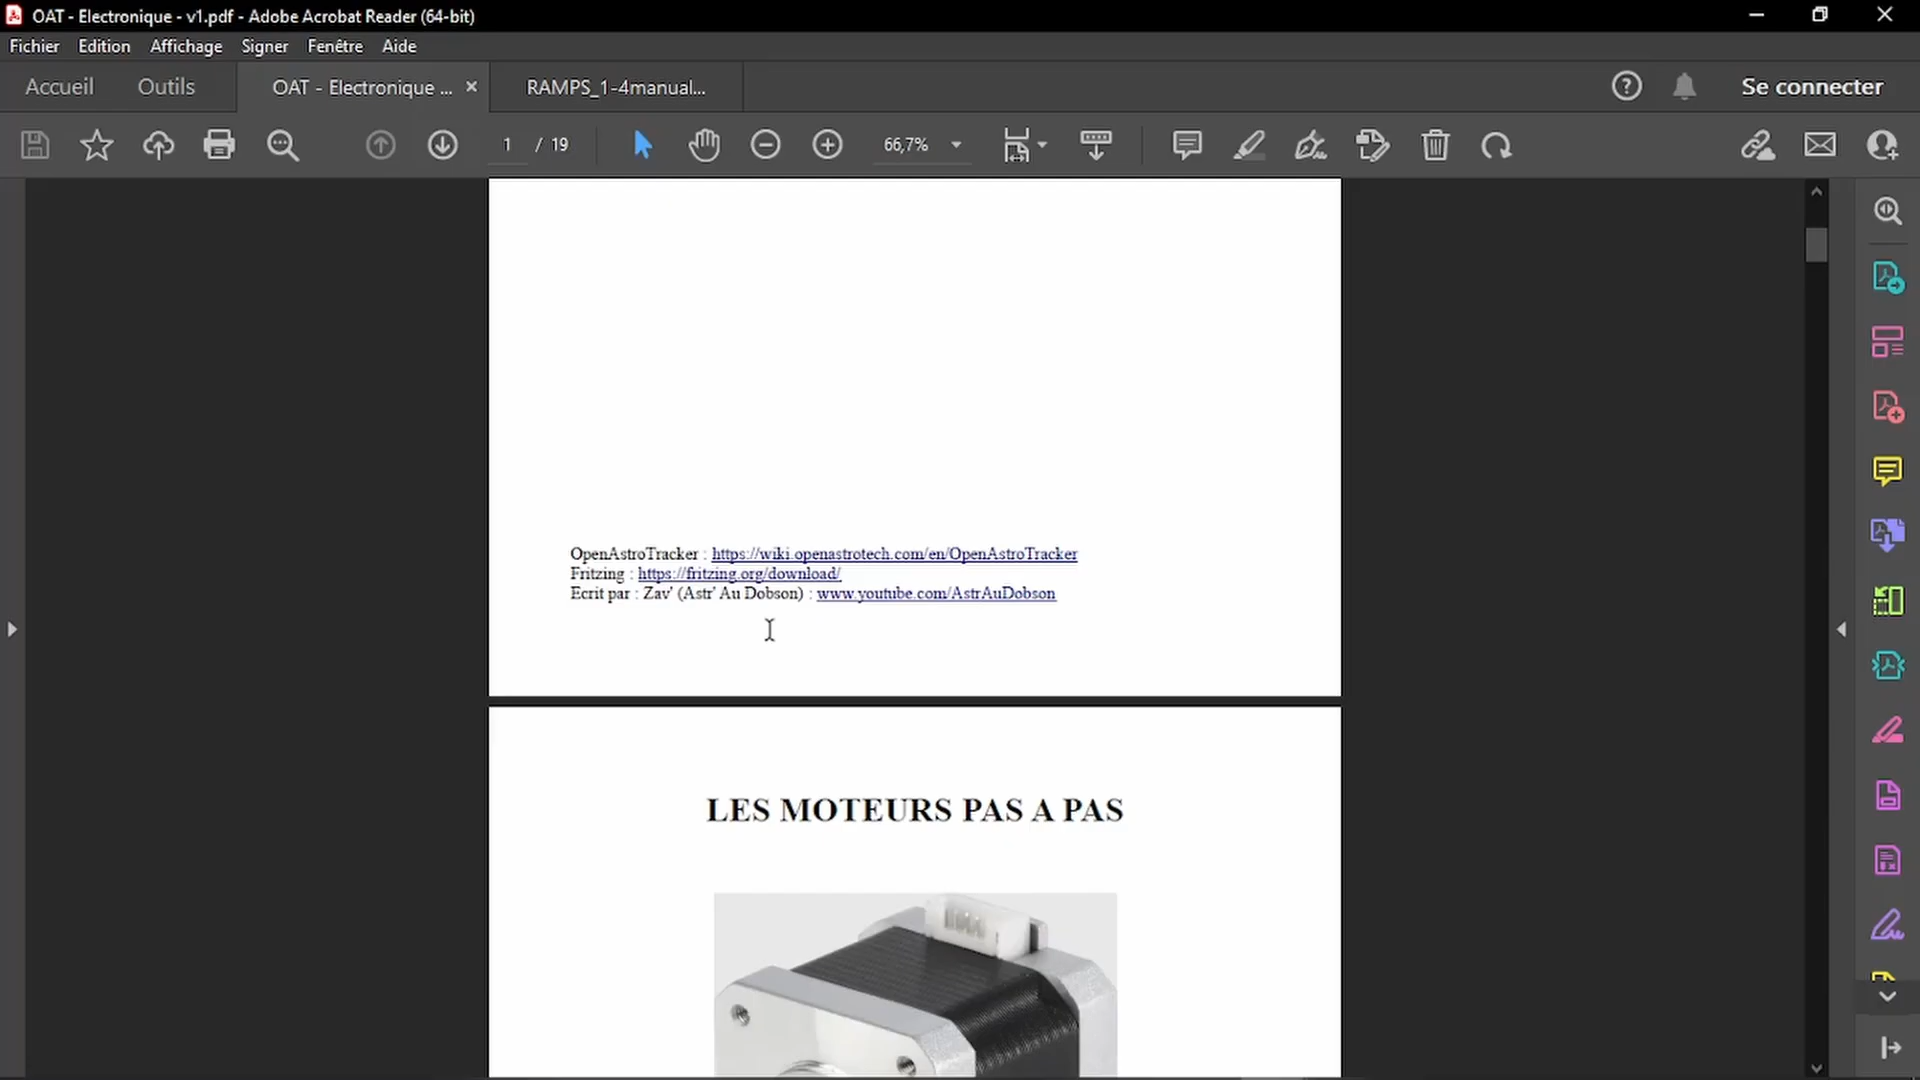 OAT - Electronique - v1.pdf - Adobe Acrobat Reader (64-bit)
Fichier Edition Affichage Signer Fenêtre Aide
Accueil Outils OAT - Electronique ... RAMPS_1-4manual... Se connecter
1 / 19 66,7%
OpenAstroTracker : https://wiki.openastrotech.com/en/OpenAstroTracker
Fritzing : https://fritzing.org/download/
Ecrit par : Zav' (Astr' Au Dobson) : www.youtube.com/AstrAuDobson
LES MOTEURS PAS A PAS